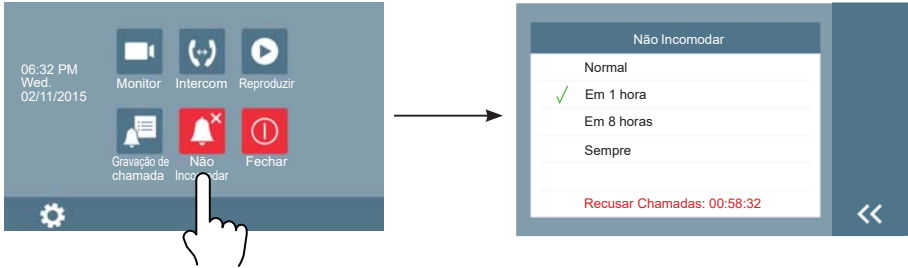 06:32 PM
Wed.
02/11/2015
Monitor
Intercom
Reproduzir
Gravação de
chamada
Não
Incomodar
Fechar
Não Incomodar
Normal
√ Em 1 hora
Em 8 horas
Sempre
Recusar Chamadas: 00:58:32